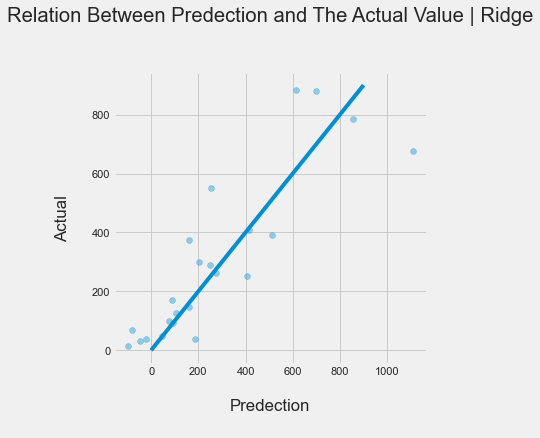 Relation Between Predection and The Actual Value | Ridge
800
600
400
200
0
Actual
0 200 400 600 800 1000
Predection